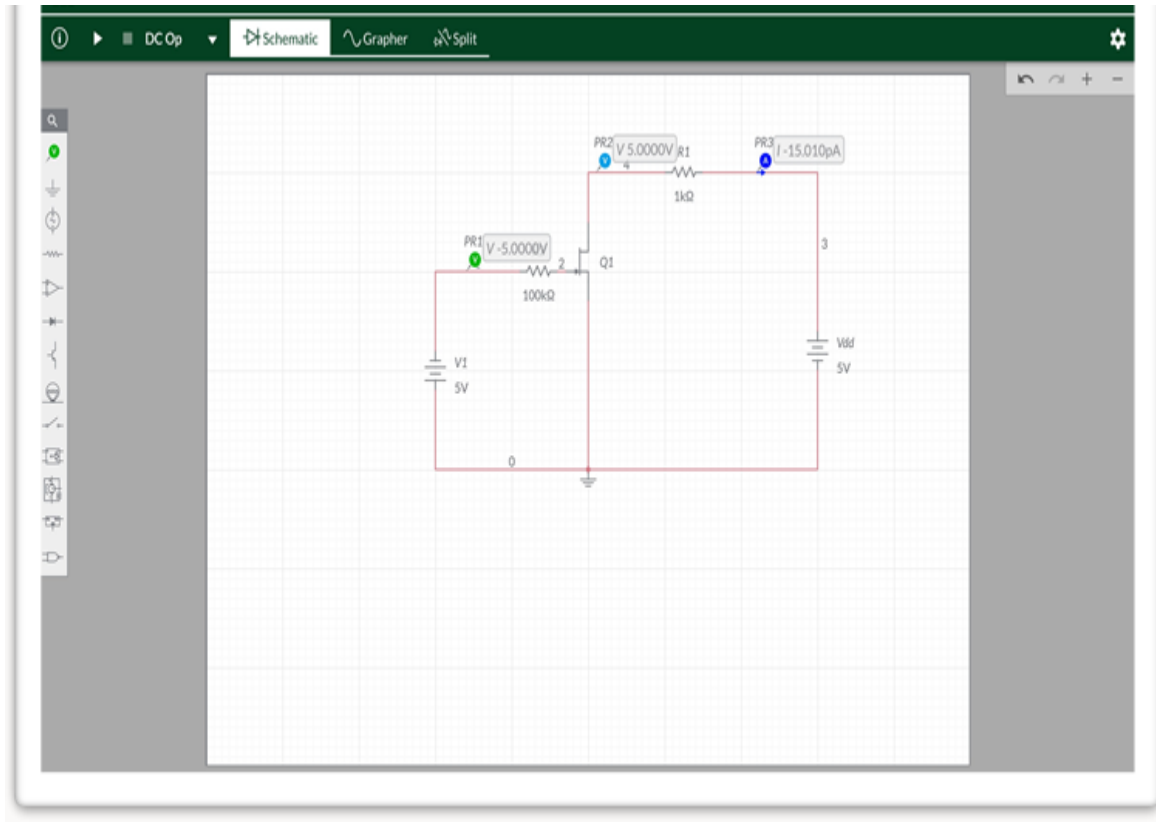 DC Op Schematic Grapher Split
PR2 V 5.0000V R1 PR3 I -15.010pA
4
1kΩ
PR1 V -5.0000V
3
2 Q1
100kΩ
Vdd
V1 5V
5V
0